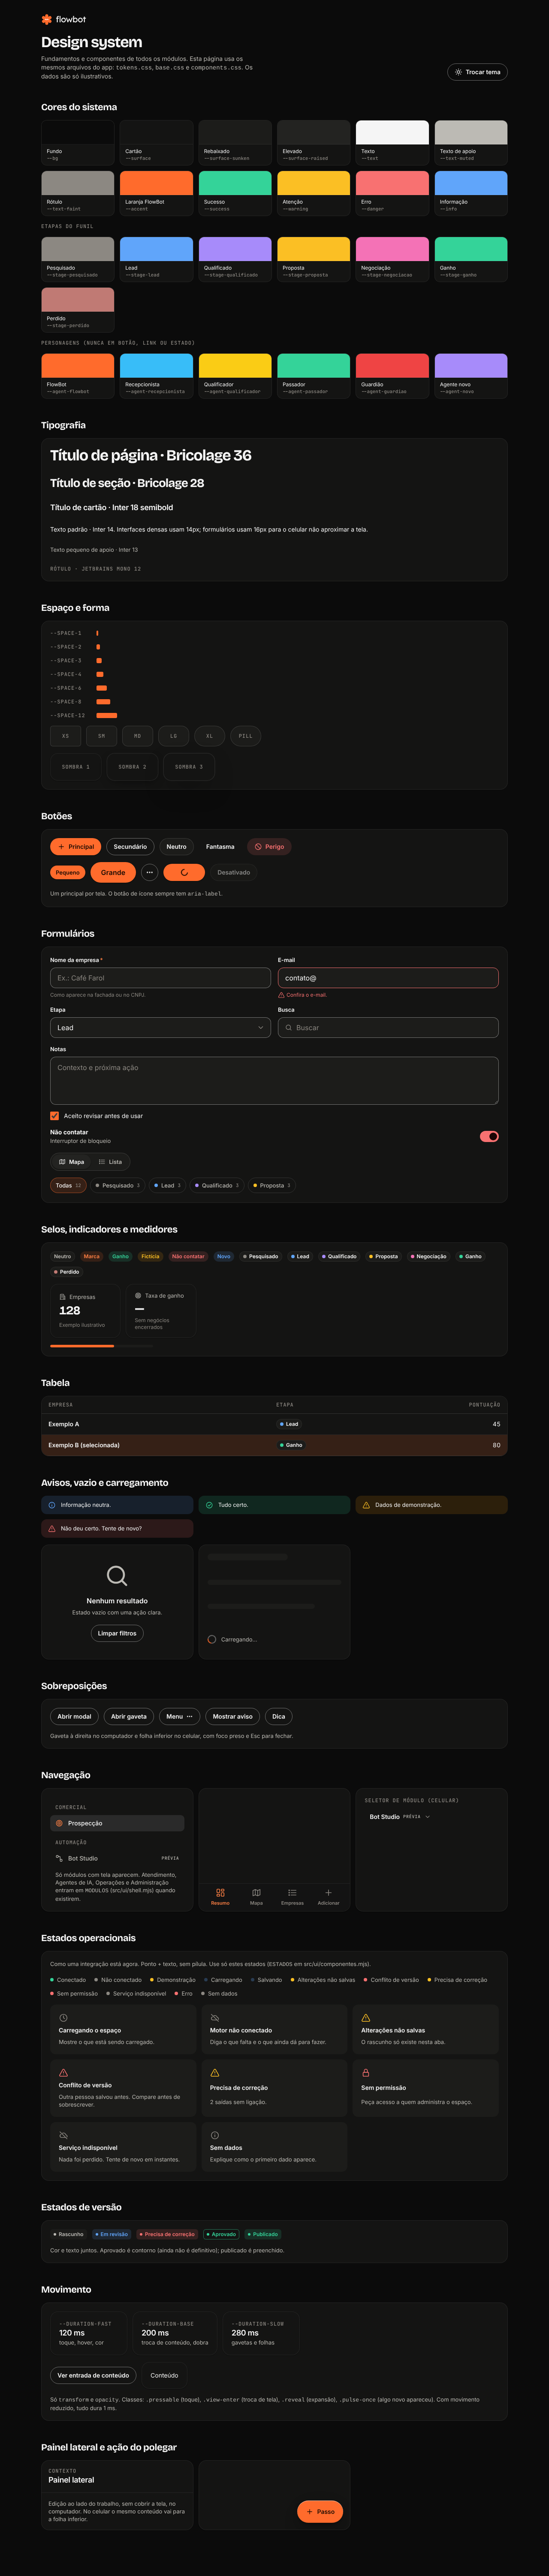 flowbot
Design system
Fundamentos e componentes de todos os módulos. Esta página usa os
mesmos arquivos do app: tokens.css, base.css e components.css. Os
dados são só ilustrativos.
Trocar tema
Cores do sistema
Fundo
--bg
Cartão
--surface
Rebaixado
--surface-sunken
Elevado
--surface-raised
Texto
--text
Texto de apoio
--text-muted
Rótulo
--text-faint
Laranja FlowBot
--accent
Sucesso
--success
Atenção
--warning
Erro
--danger
Informação
--info
ETAPAS DO FUNIL
Pesquisado
--stage-pesquisado
Lead
--stage-lead
Qualificado
--stage-qualificado
Proposta
--stage-proposta
Negociação
--stage-negociacao
Ganho
--stage-ganho
Perdido
--stage-perdido
PERSONAGENS (NUNCA EM BOTÃO, LINK OU ESTADO)
FlowBot
--agent-flowbot
Recepcionista
--agent-recepcionista
Qualificador
--agent-qualificador
Passador
--agent-passador
Guardião
--agent-guardiao
Agente novo
--agent-novo
Tipografia
Título de página · Bricolage 36
Título de seção · Bricolage 28
Título de cartão · Inter 18 semibold
Texto padrão · Inter 14. Interfaces densas usam 14px; formulários usam 16px para o celular não aproximar a tela.
Texto pequeno de apoio · Inter 13
RÓTULO · JETBRAINS MONO 12
Espaço e forma
--SPACE-1
--SPACE-2
--SPACE-3
--SPACE-4
--SPACE-6
--SPACE-8
--SPACE-12
XS
SM
MD
LG
XL
PILL
SOMBRA 1
SOMBRA 2
SOMBRA 3
Botões
Principal
Secundário
Neutro
Fantasma
Perigo
Pequeno
Grande
Desativado
Um principal por tela. O botão de ícone sempre tem aria-label.
Formulários
Nome da empresa *
E-mail
Ex.: Café Farol
contato@
Como aparece na fachada ou no CNPJ.
Confira o e-mail.
Etapa
Busca
Lead
Buscar
Notas
Contexto e próxima ação
Aceito revisar antes de usar
Não contatar
Interruptor de bloqueio
Mapa
Lista
Todas 12
Pesquisado 3
Lead 3
Qualificado 3
Proposta 3
Selos, indicadores e medidores
Neutro
Marca
Ganho
Fictícia
Não contatar
Novo
Pesquisado
Lead
Qualificado
Proposta
Negociação
Ganho
Perdido
Empresas
128
Exemplo ilustrativo
Taxa de ganho
—
Sem negócios
encerrados
Tabela
EMPRESA
ETAPA
PONTUAÇÃO
Exemplo A
Lead
45
Exemplo B (selecionada)
Ganho
80
Avisos, vazio e carregamento
Informação neutra.
Tudo certo.
Dados de demonstração.
Não deu certo. Tente de novo?
Nenhum resultado
Estado vazio com uma ação clara.
Limpar filtros
Carregando...
Sobreposições
Abrir modal
Abrir gaveta
Menu
Mostrar aviso
Dica
Gaveta à direita no computador e folha inferior no celular, com foco preso e Esc para fechar.
Navegação
COMERCIAL
Prospecção
AUTOMAÇÃO
Bot Studio
PRÉVIA
Só módulos com tela aparecem. Atendimento,
Agentes de IA, Operações e Administração
entram em MODULOS (src/ui/shell.mjs) quando
existirem.
Resumo
Mapa
Empresas
Adicionar
SELETOR DE MÓDULO (CELULAR)
Bot Studio PRÉVIA
Estados operacionais
Como uma integração está agora. Ponto + texto, sem pílula. Use só estes estados (ESTADOS em src/ui/componentes.mjs).
Conectado
Não conectado
Demonstração
Carregando
Salvando
Alterações não salvas
Conflito de versão
Precisa de correção
Sem permissão
Serviço indisponível
Erro
Sem dados
Carregando o espaço
Mostre o que está sendo carregado.
Motor não conectado
Diga o que falta e o que ainda dá para fazer.
Alterações não salvas
O rascunho só existe nesta aba.
Conflito de versão
Outra pessoa salvou antes. Compare antes de
sobrescrever.
Precisa de correção
2 saídas sem ligação.
Sem permissão
Peça acesso a quem administra o espaço.
Serviço indisponível
Nada foi perdido. Tente de novo em instantes.
Sem dados
Explique como o primeiro dado aparece.
Estados de versão
Rascunho
Em revisão
Precisa de correção
Aprovado
Publicado
Cor e texto juntos. Aprovado é contorno (ainda não é definitivo); publicado é preenchido.
Movimento
--DURATION-FAST
120 ms
toque, hover, cor
--DURATION-BASE
200 ms
troca de conteúdo, dobra
--DURATION-SLOW
280 ms
gavetas e folhas
Ver entrada de conteúdo
Conteúdo
Só transform e opacity. Classes: .pressable (toque), .view-enter (troca de tela), .reveal (expansão), .pulse-once (algo novo apareceu). Com movimento
reduzido, tudo dura 1 ms.
Painel lateral e ação do polegar
CONTEXTO
Painel lateral
Edição ao lado do trabalho, sem cobrir a tela, no
computador. No celular o mesmo conteúdo vai para
a folha inferior.
Passo